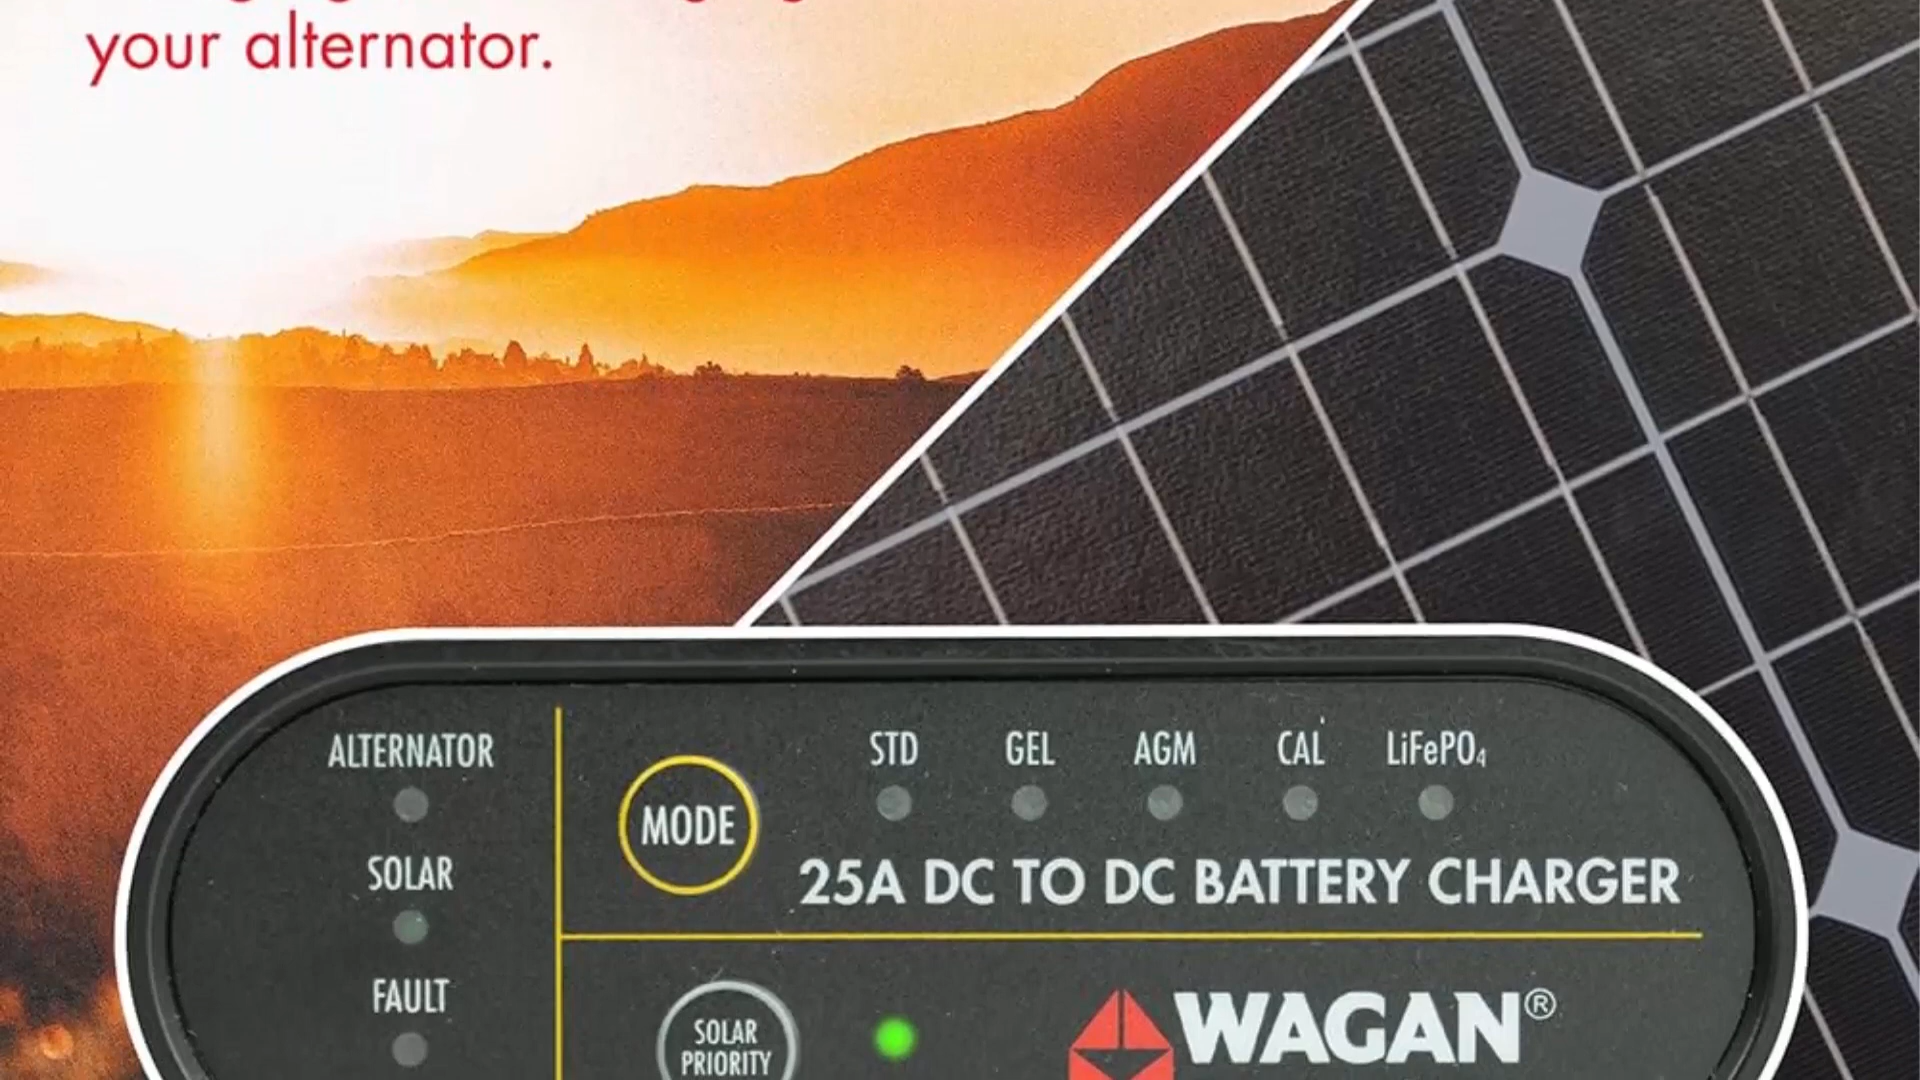 your alternator.
ALTERNATOR
SOLAR
FAULT
MODE
STD GEL AGM CAL LiFePO₄
25A DC TO DC BATTERY CHARGER
SOLAR
PRIORITY
WAGAN®